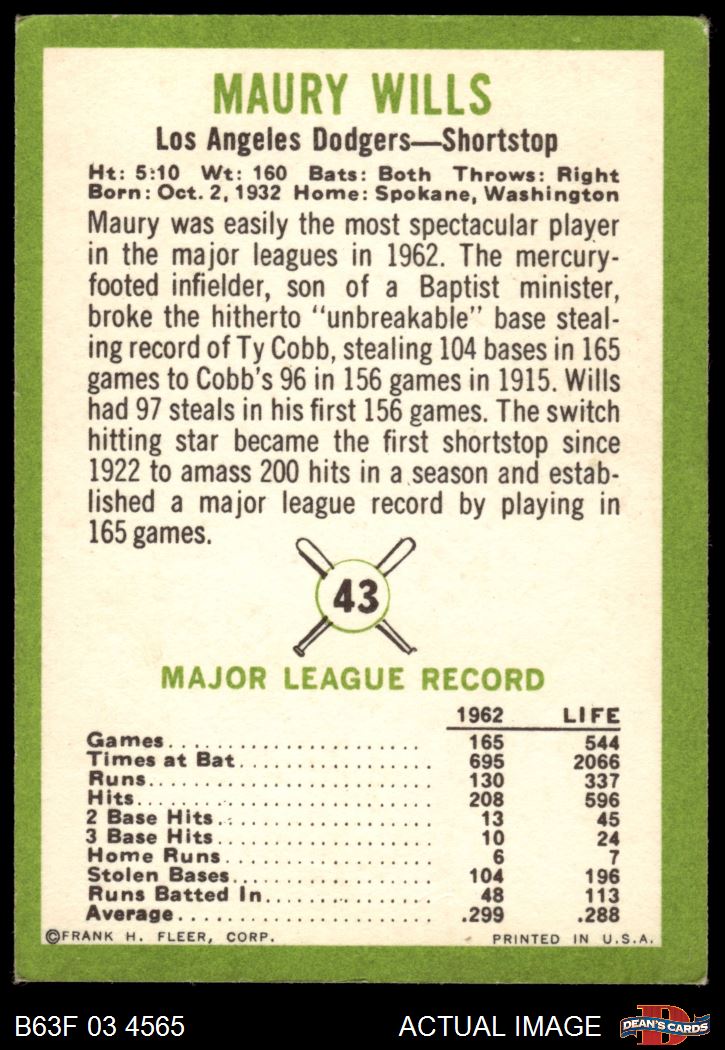 MAURY WILLS
Los Angeles Dodgers—Shortstop
Ht: 5:10 Wt: 160 Bats: Both Throws: Right
Born: Oct. 2, 1932 Home: Spokane, Washington
Maury was easily the most spectacular player
in the major leagues in 1962. The mercury-
footed infielder, son of a Baptist minister,
broke the hitherto "unbreakable" base steal-
ing record of Ty Cobb, stealing 104 bases in 165
games to Cobb's 96 in 156 games in 1915. Wills
had 97 steals in his first 156 games. The switch
hitting star became the first shortstop since
1922 to amass 200 hits in a season and estab-
lished a major league record by playing in
165 games.
43
MAJOR LEAGUE RECORD
1962 LIFE
Games 165 544
Times at Bat 695 2066
Runs 130 337
Hits 208 596
2 Base Hits 13 45
3 Base Hits 10 24
Home Runs 6 7
Stolen Bases 104 196
Runs Batted In 48 113
Average .299 .288
©FRANK H. FLEER, CORP. PRINTED IN U.S.A.
B63F 03 4565 ACTUAL IMAGE D DEAN'S CARDS